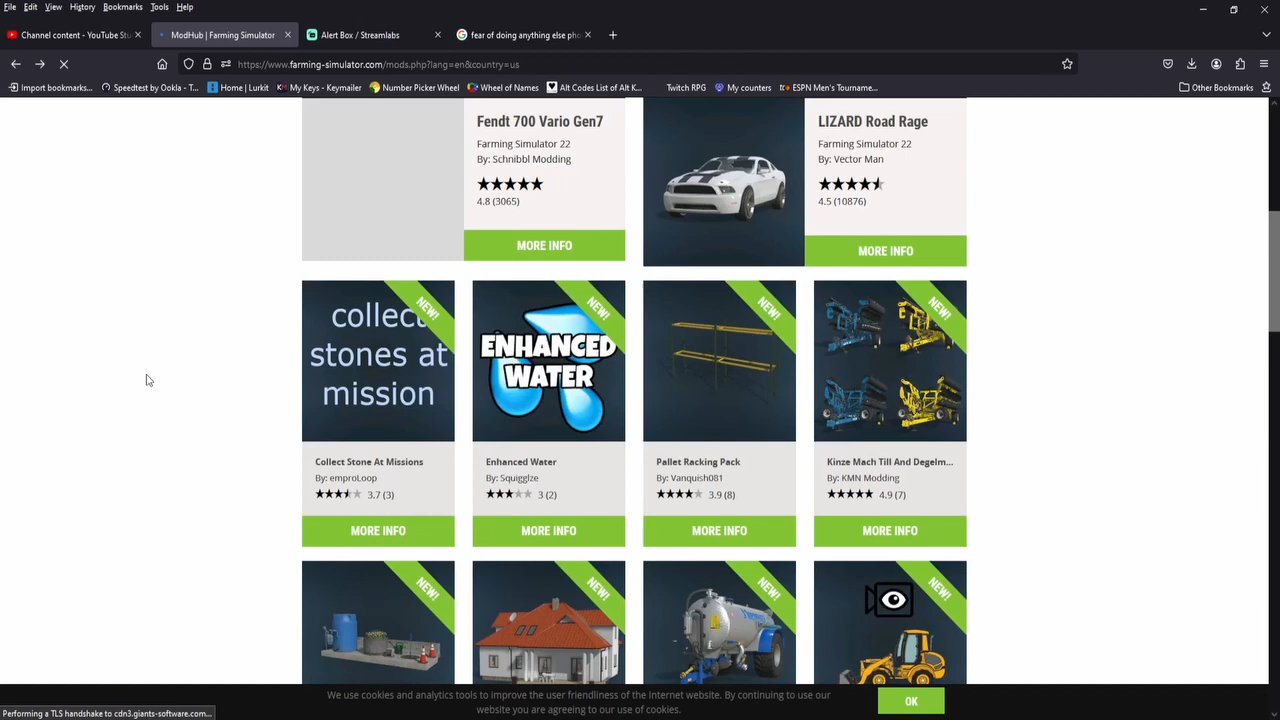 File Edit View History Bookmarks Tools Help
Channel content - YouTube Stu
ModHub | Farming Simulator
Alert Box / Streamlabs
fear of doing anything else pho
https://www.farming-simulator.com/mods.php?lang=en&country=us
Import bookmarks...
Speedtest by Ookla - T...
Home | Lurkit
My Keys - Keymailer
Number Picker Wheel
Wheel of Names
Alt Codes List of Alt K...
Twitch RPG
My counters
ESPN Men's Tourname...
Other Bookmarks
Fendt 700 Vario Gen7
Farming Simulator 22
By: Schnibbl Modding
4.8 (3065)
MORE INFO
LIZARD Road Rage
Farming Simulator 22
By: Vector Man
4.5 (10876)
MORE INFO
NEW!
collect
stones at
mission
Collect Stone At Missions
By: emproLoop
3.7 (3)
MORE INFO
NEW!
ENHANCED
WATER
Enhanced Water
By: Squigglze
3 (2)
MORE INFO
NEW!
Pallet Racking Pack
By: Vanquish081
3.9 (8)
MORE INFO
NEW!
Kinze Mach Till And Degelm...
By: KMN Modding
4.9 (7)
MORE INFO
NEW!
NEW!
NEW!
NEW!
We use cookies and analytics tools to improve the user friendliness of the Internet website. By continuing to use our
website you are agreeing to our use of cookies.
OK
Performing a TLS handshake to cdn3.giants-software.com...